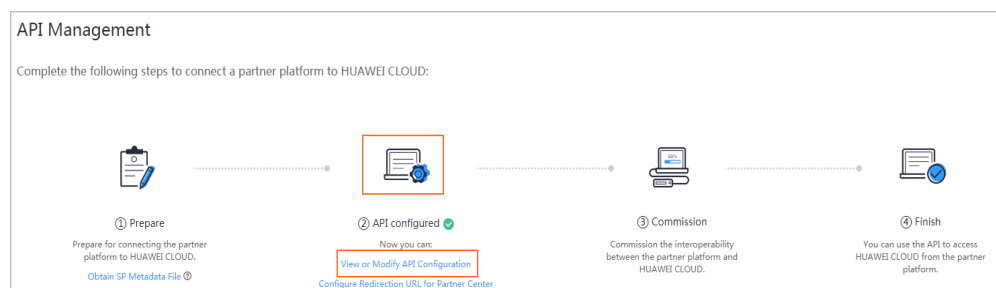 API Management
Complete the following steps to connect a partner platform to HUAWEI CLOUD:
① Prepare
Prepare for connecting the partner
platform to HUAWEI CLOUD.
Obtain SP Metadata File
② API configured
Now you can:
View or Modify API Configuration
Configure Redirection URL for Partner Center
③ Commission
Commission the interoperability
between the partner platform and
HUAWEI CLOUD.
④ Finish
You can use the API to access
HUAWEI CLOUD from the partner
platform.